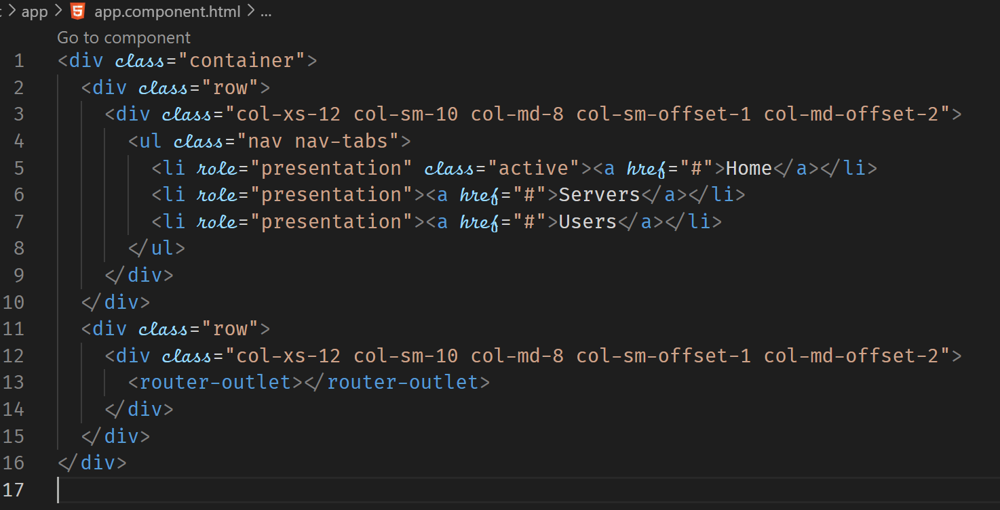 app > app.component.html > ...
Go to component
1 <div class="container">
2 <div class="row">
3 <div class="col-xs-12 col-sm-10 col-md-8 col-sm-offset-1 col-md-offset-2">
4 <ul class="nav nav-tabs">
5 <li role="presentation" class="active"><a href="#">Home</a></li>
6 <li role="presentation"><a href="#">Servers</a></li>
7 <li role="presentation"><a href="#">Users</a></li>
8 </ul>
9 </div>
10 </div>
11 <div class="row">
12 <div class="col-xs-12 col-sm-10 col-md-8 col-sm-offset-1 col-md-offset-2">
13 <router-outlet></router-outlet>
14 </div>
15 </div>
16 </div>
17